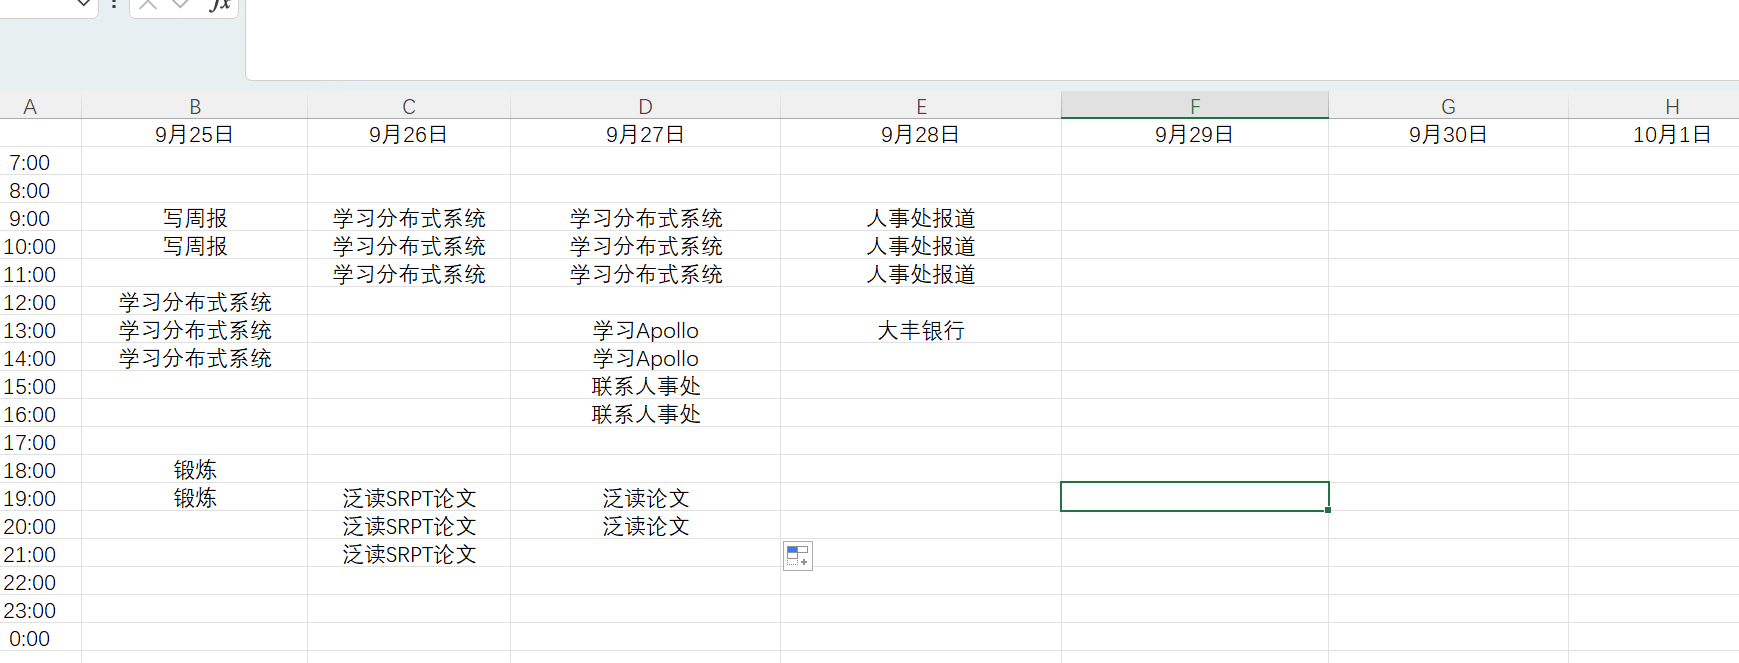 fx
A B C D E F G H
9月25日 9月26日 9月27日 9月28日 9月29日 9月30日 10月1日
7:00
8:00
9:00 写周报 学习分布式系统 学习分布式系统 人事处报道
10:00 写周报 学习分布式系统 学习分布式系统 人事处报道
11:00 学习分布式系统 学习分布式系统 人事处报道
12:00 学习分布式系统
13:00 学习分布式系统 学习Apollo 大丰银行
14:00 学习分布式系统 学习Apollo
15:00 联系人事处
16:00 联系人事处
17:00
18:00 锻炼
19:00 锻炼 泛读SRPT论文 泛读论文
20:00 泛读SRPT论文 泛读论文
21:00 泛读SRPT论文
22:00
23:00
0:00